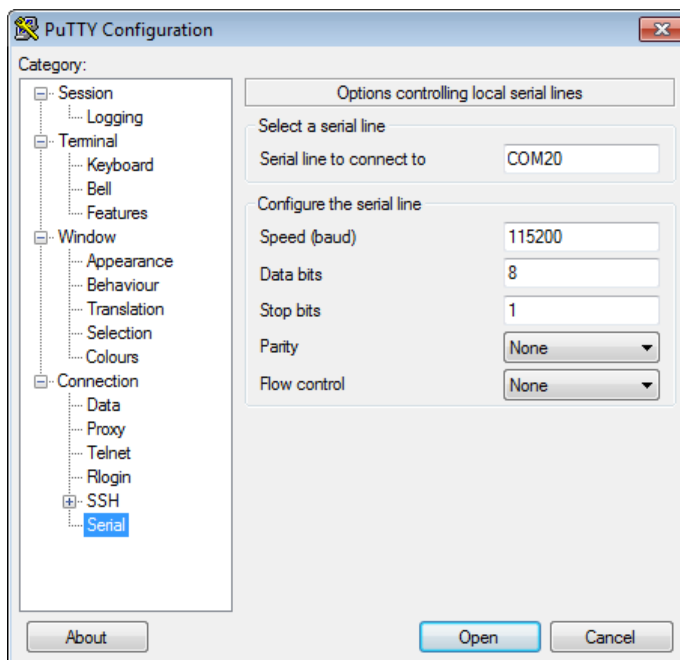 PuTTY Configuration
Category:
Session
Logging
Terminal
Keyboard
Bell
Features
Window
Appearance
Behaviour
Translation
Selection
Colours
Connection
Data
Proxy
Telnet
Rlogin
SSH
Serial
Options controlling local serial lines
Select a serial line
Serial line to connect to COM20
Configure the serial line
Speed (baud) 115200
Data bits 8
Stop bits 1
Parity None
Flow control None
About Open Cancel